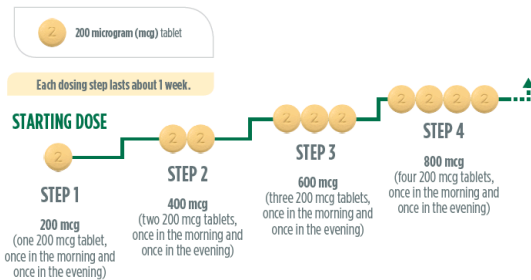 2
200 microgram (mcg) tablet
Each dosing step lasts about 1 week.
STARTING DOSE
2
STEP 1
200 mcg
(one 200 mcg tablet,
once in the morning and
once in the evening)
2 2
STEP 2
400 mcg
(two 200 mcg tablets,
once in the morning and
once in the evening)
2 2 2
STEP 3
600 mcg
(three 200 mcg tablets,
once in the morning and
once in the evening)
2 2 2 2
STEP 4
800 mcg
(four 200 mcg tablets,
once in the morning and
once in the evening)